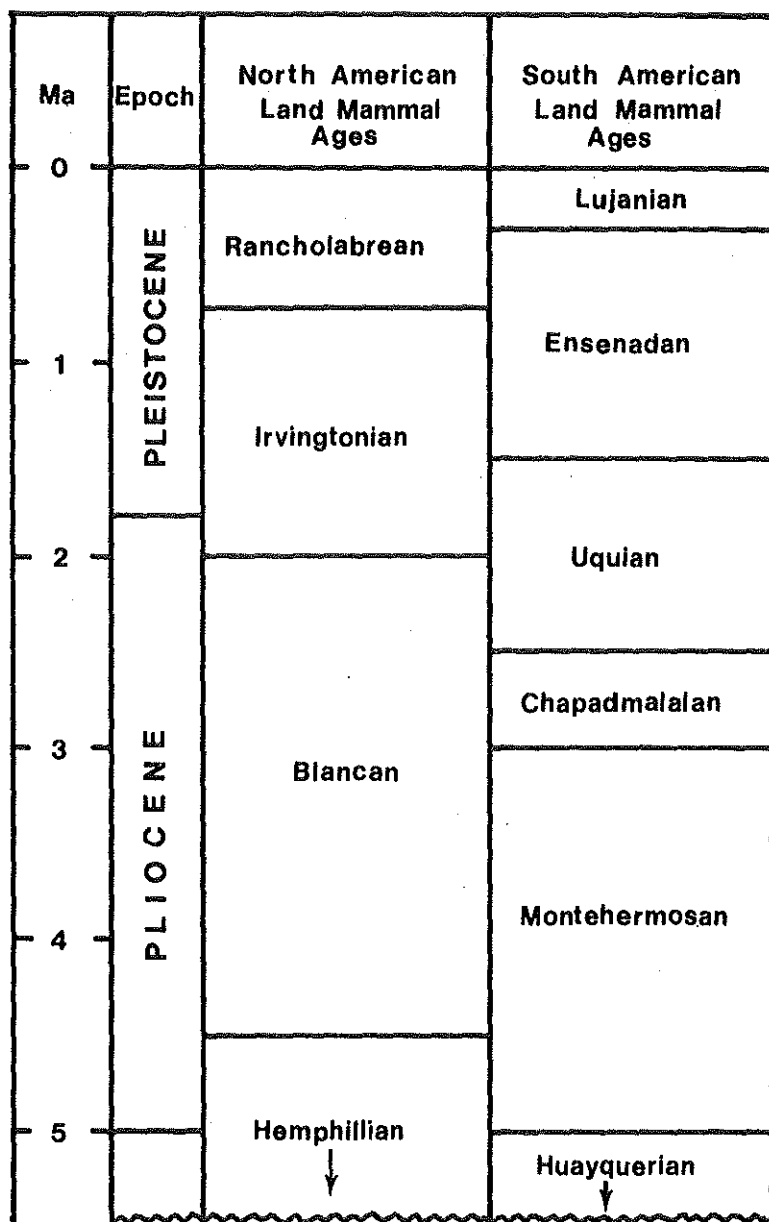 Ma
Epoch
North American
Land Mammal
Ages
South American
Land Mammal
Ages
0
1
2
3
4
5
PLEISTOCENE
PLIOCENE
Rancholabrean
Irvingtonian
Blancan
Hemphillian
Lujanian
Ensenadan
Uquian
Chapadmalalan
Montehermosan
Huayquerian